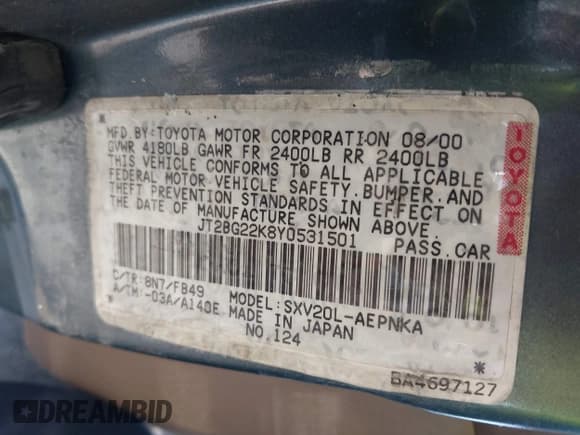 MFD.BY:TOYOTA MOTOR CORPORATION 08/00
GVWR 4180LB GAWR FR 2400LB RR 2400LB
THIS VEHICLE CONFORMS TO ALL APPLICABLE
FEDERAL MOTOR VEHICLE SAFETY,BUMPER,AND
THEFT PREVENTION STANDARDS IN EFFECT ON
THE DATE OF MANUFACTURE SHOWN ABOVE.
JT2BG22K8Y0531501 PASS.CAR
C/TR:8N7/FB49 MODEL:SXV20L-AEPNKA
A/TM:-03A/A140E MADE IN JAPAN
NO.124
BA4697127
TOYOTA
DREAMBID